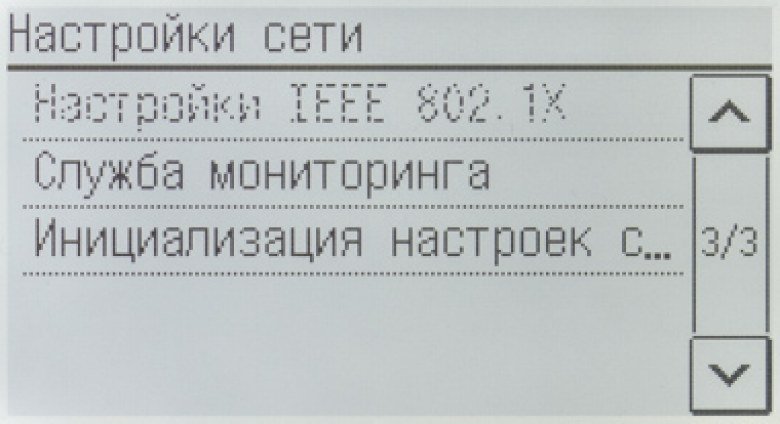 Настройки сети
Настройки IEEE 802.1X
Служба мониторинга
Инициализация настроек с...
3/3